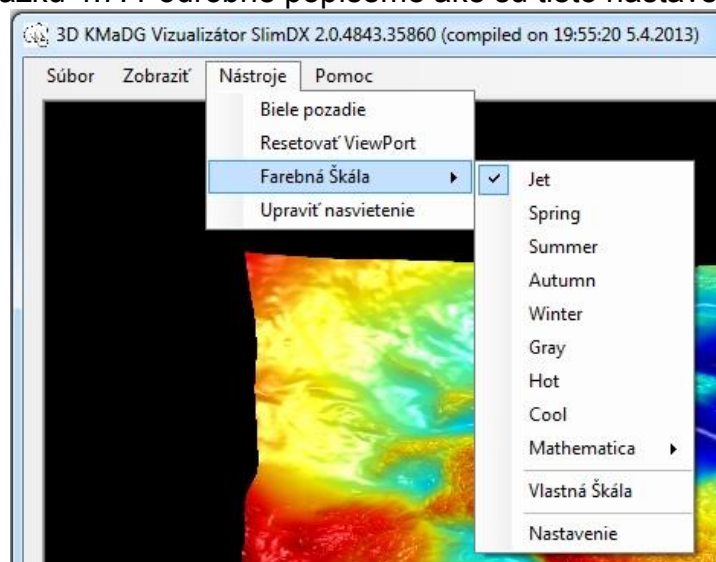 3D KMaDG Vizualizátor SlimDX 2.0.4843.35860 (compiled on 19:55:20 5.4.2013)
Súbor Zobraziť Nástroje Pomoc
Biele pozadie
Resetovať ViewPort
Farebná Škála
Upraviť nasvietenie
Jet
Spring
Summer
Autumn
Winter
Gray
Hot
Cool
Mathematica
Vlastná Škála
Nastavenie